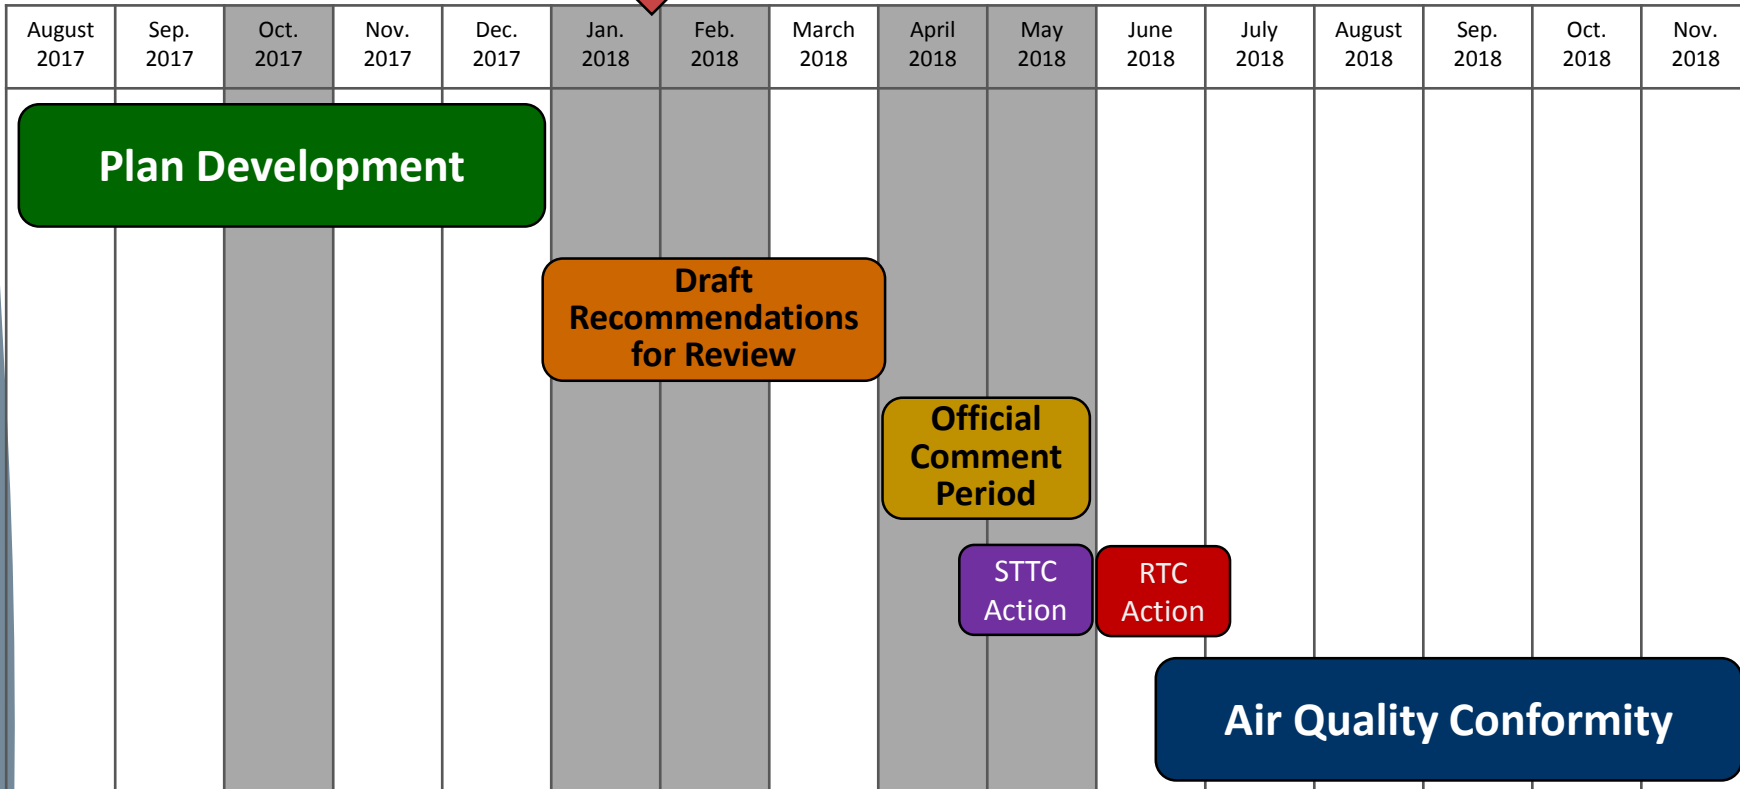 August Sep. Oct. Nov. Dec. Jan. Feb. March April May June July August Sep. Oct. Nov.
2017 2017 2017 2017 2017 2018 2018 2018 2018 2018 2018 2018 2018 2018 2018 2018
Plan Development
Draft
Recommendations
for Review
Official
Comment
Period
STTC
Action
RTC
Action
Air Quality Conformity